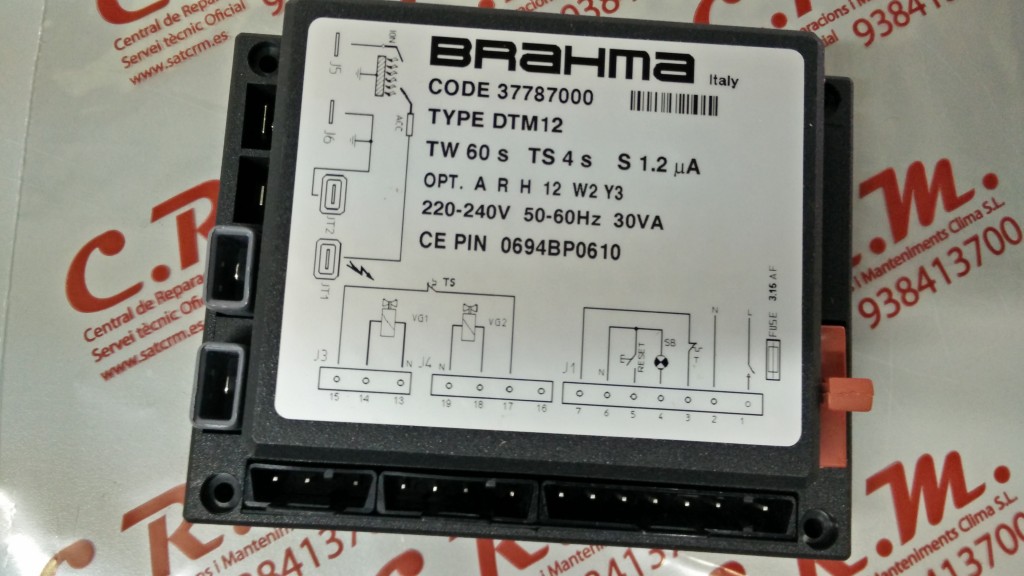 BRAHMA Italy
CODE 37787000
TYPE DTM12
TW 60 s TS 4 s S 1.2 µA
OPT. A R H 12 W2 Y3
220-240V 50-60Hz 30VA
CE PIN 0694BP0610
J5
J6
ACC
JT2
JT1
TS
VG1
VG2
J3
N
J4
N
J1
N
RESET
SB
T
N
L
FUSE 3.15 AF
15 14 13
19 18 17 16
7 6 5 4 3 2 1
C.R.M.
Central de Reparacions i Manteniments Clima S.L.
Servei tècnic Oficial
www.satcrm.es
938413700